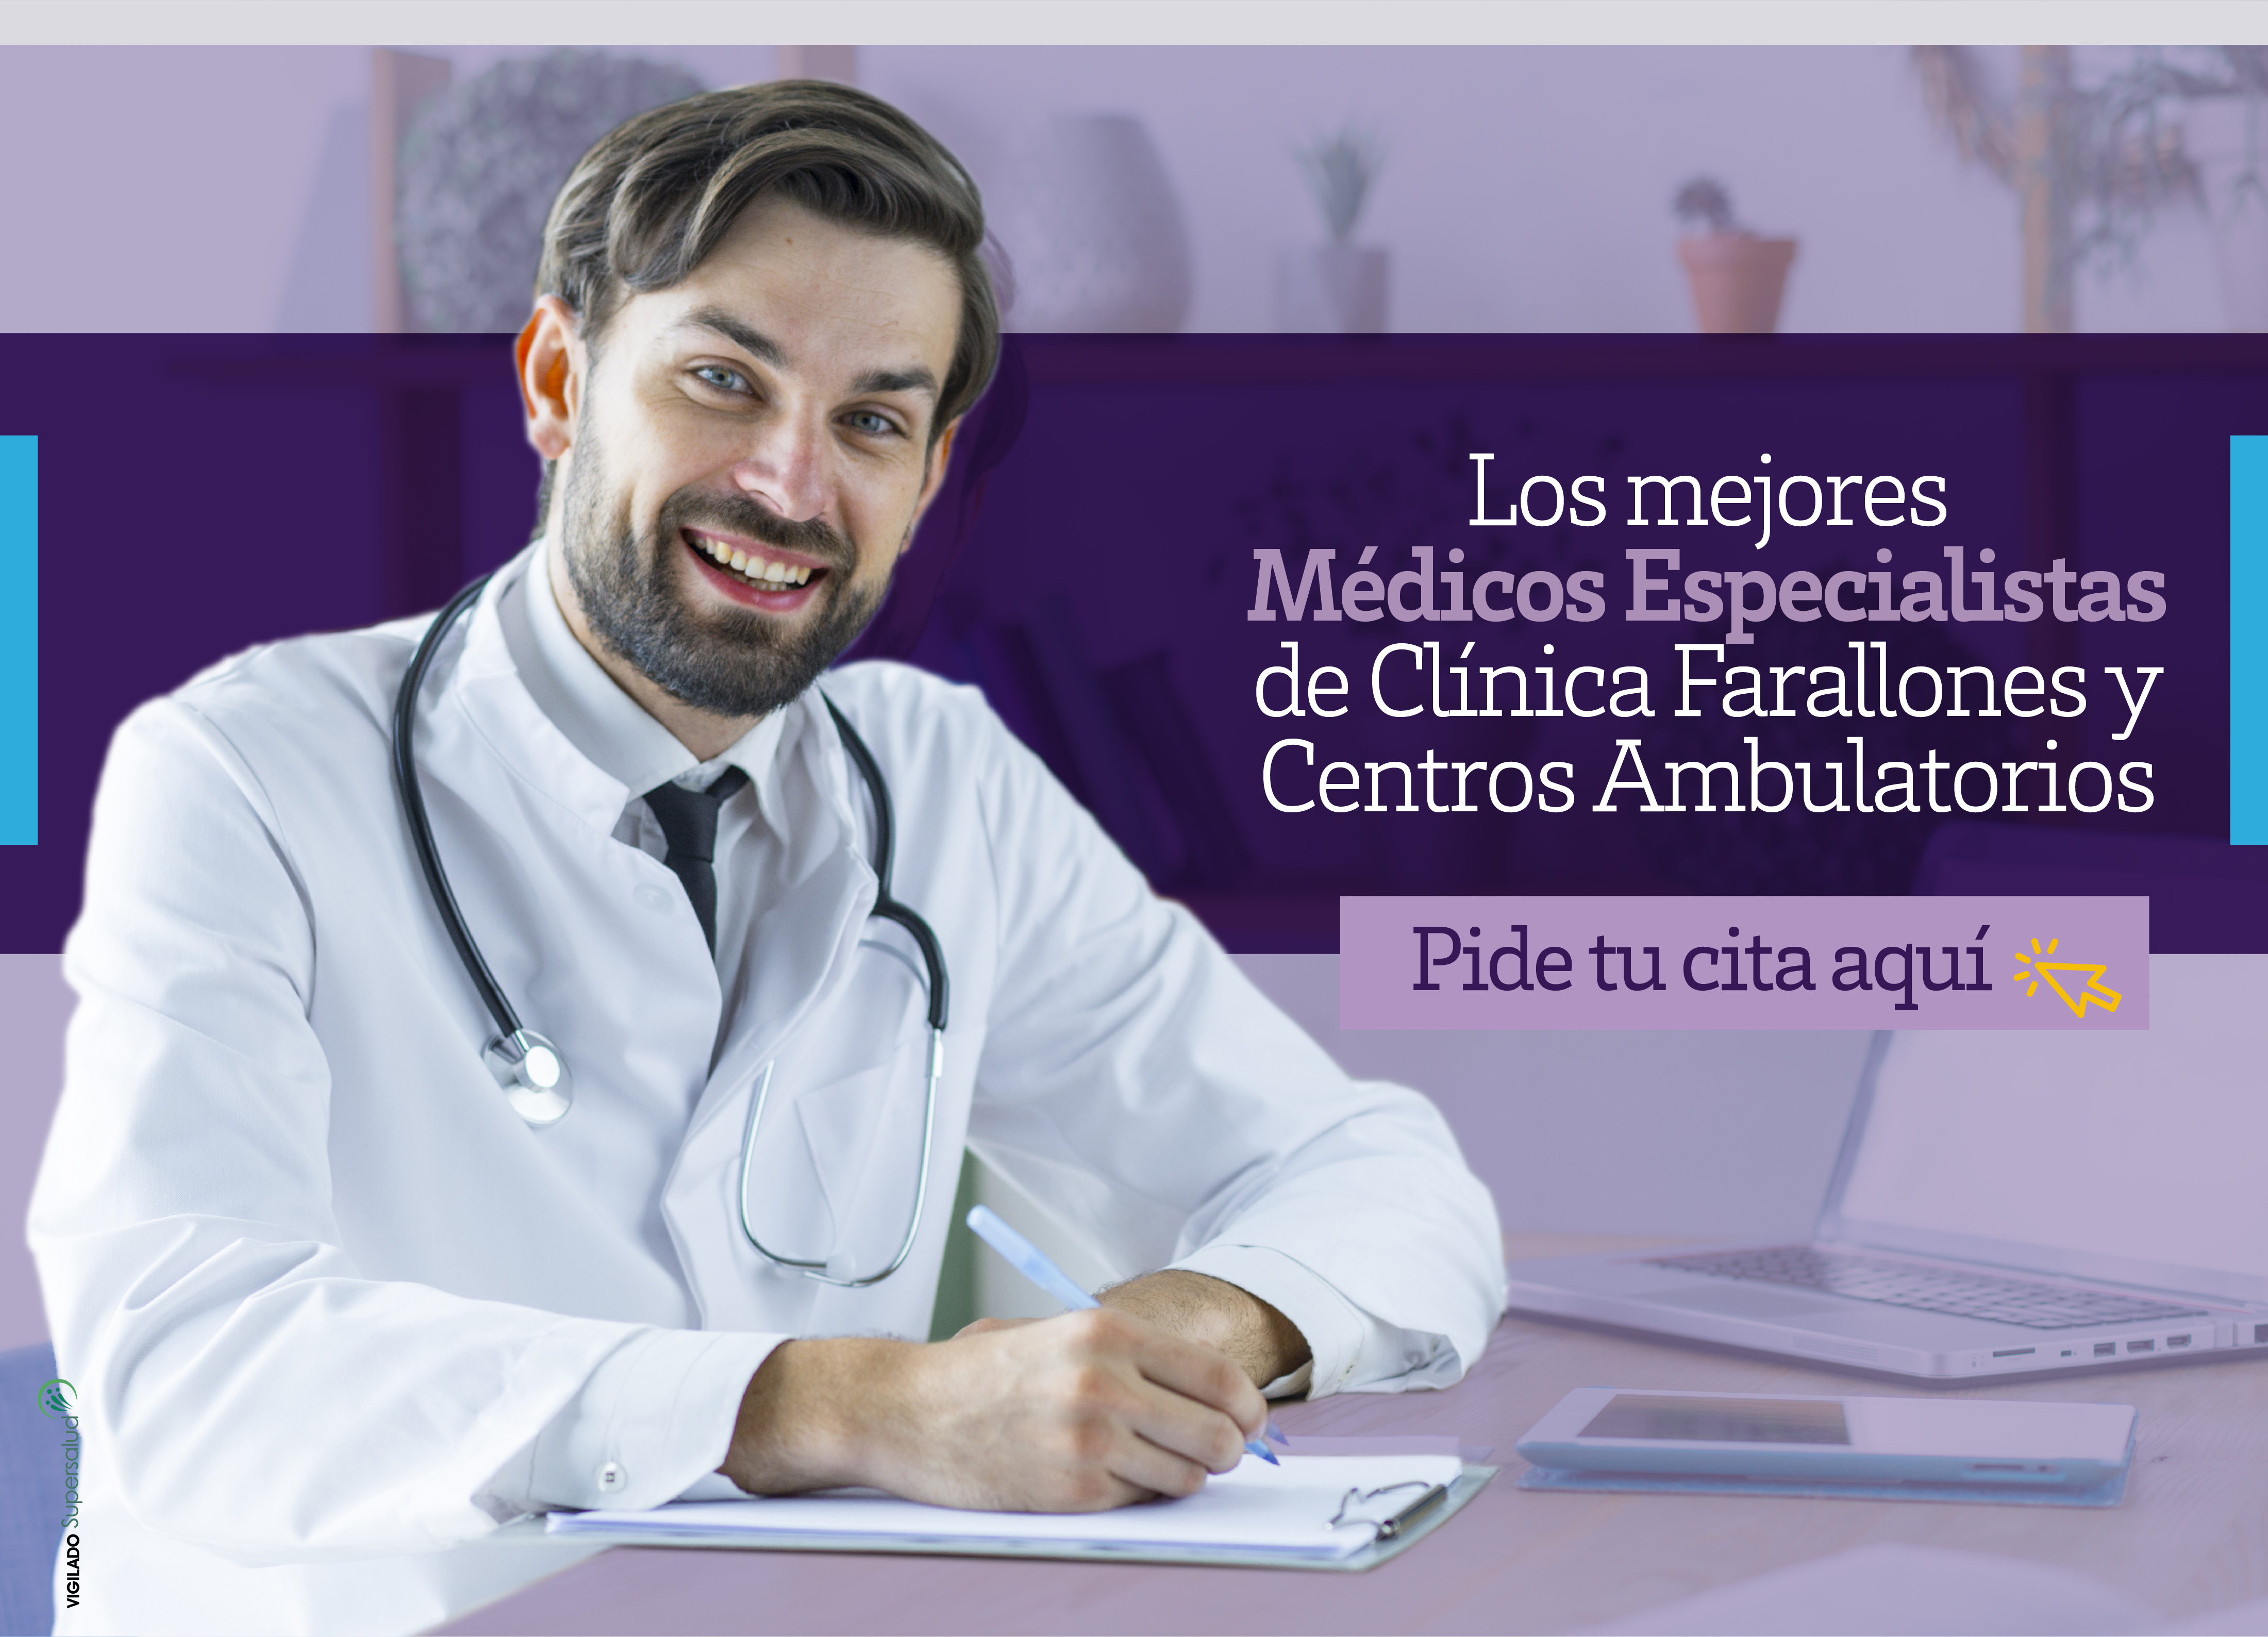 Los mejores
Médicos Especialistas
de Clínica Farallones y
Centros Ambulatorios
Pide tu cita aquí
VIGILADO Supersalud